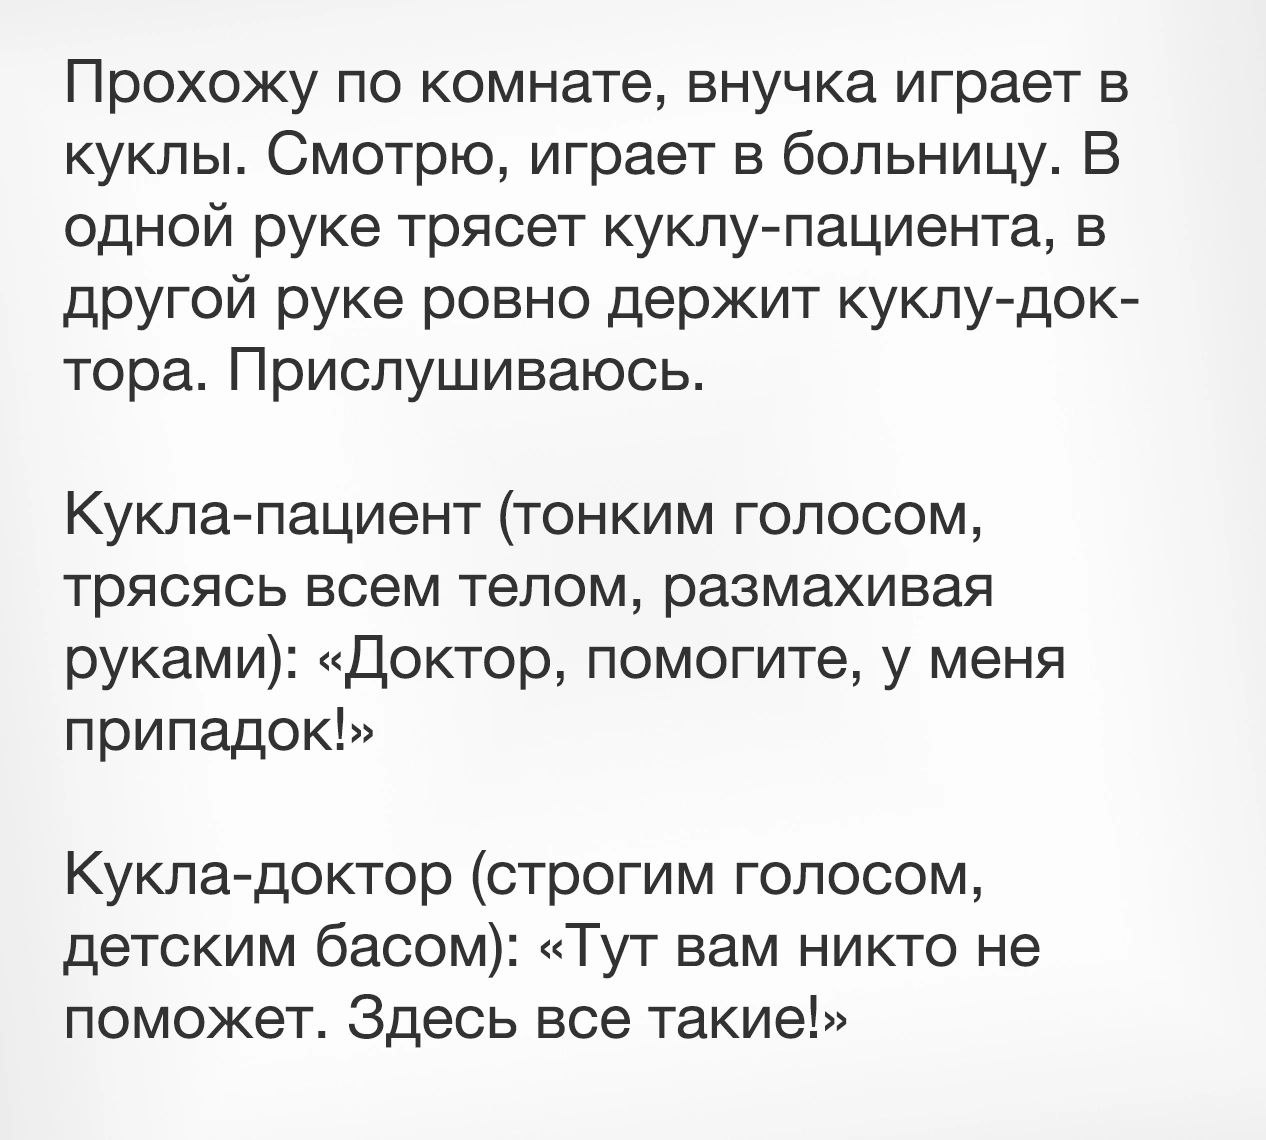 Прохожу по комнате, внучка играет в
куклы. Смотрю, играет в больницу. В
одной руке трясет куклу-пациента, в
другой руке ровно держит куклу-док-
тора. Прислушиваюсь.
Кукла-пациент (тонким голосом,
трясясь всем телом, размахивая
руками): «Доктор, помогите, у меня
припадок!»
Кукла-доктор (строгим голосом,
детским басом): «Тут вам никто не
поможет. Здесь все такие!»